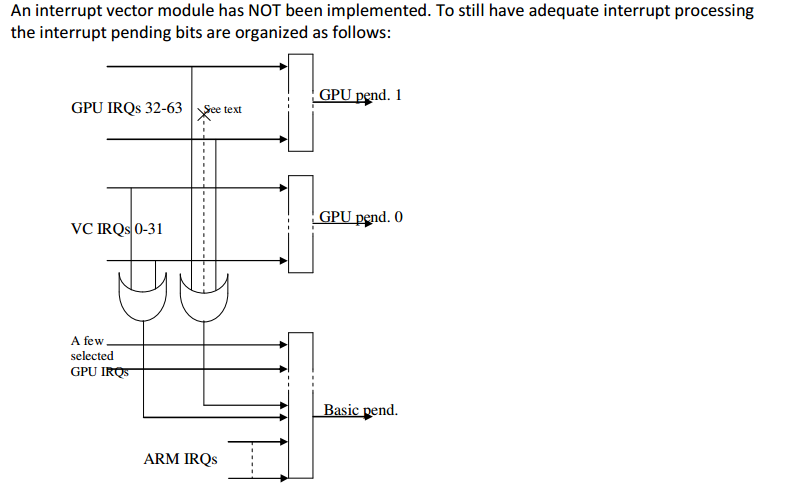 An interrupt vector module has NOT been implemented. To still have adequate interrupt processing
the interrupt pending bits are organized as follows:
GPU pend. 1
GPU IRQs 32-63
See text
GPU pend. 0
VC IRQs 0-31
A few
selected
GPU IRQs
Basic pend.
ARM IRQs